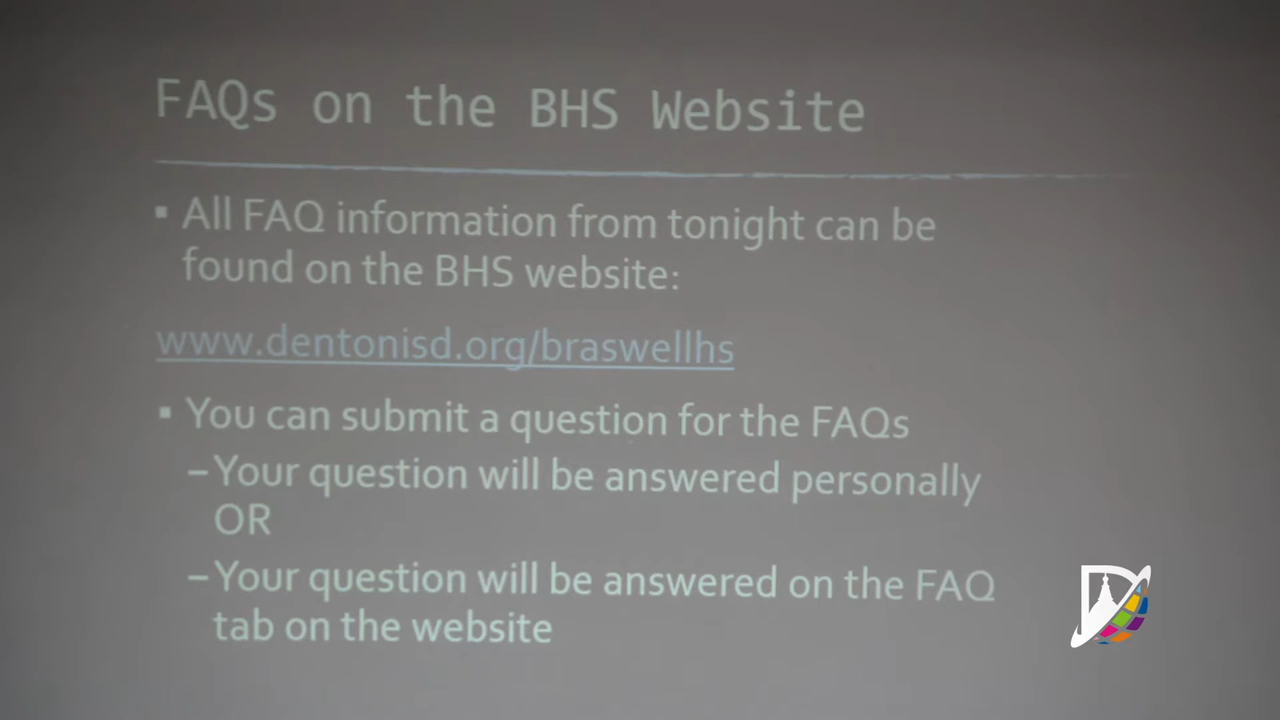 FAQs on the BHS Website
▪ All FAQ information from tonight can be
found on the BHS website:
www.dentonisd.org/braswellhs
▪ You can submit a question for the FAQs
– Your question will be answered personally
OR
– Your question will be answered on the FAQ
tab on the website